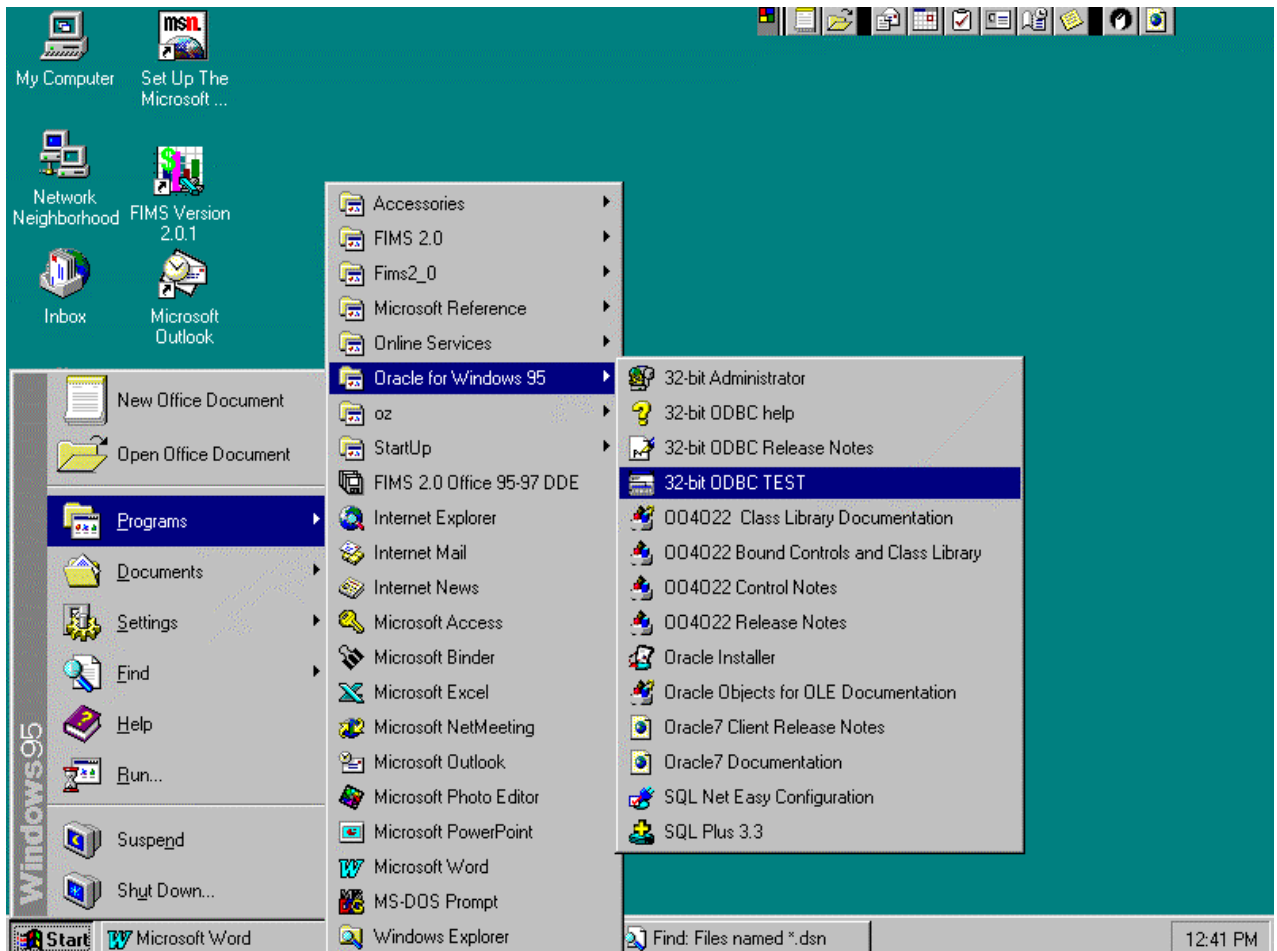 msn.
My Computer
Set Up The
Microsoft ...
Network
Neighborhood
FIMS Version
2.0.1
Inbox
Microsoft
Outlook
New Office Document
Open Office Document
Programs
Documents
Settings
Find
Help
Run...
Suspend
Shut Down...
Windows95
Accessories
FIMS 2.0
Fims2_0
Microsoft Reference
Online Services
Oracle for Windows 95
oz
StartUp
FIMS 2.0 Office 95-97 DDE
Internet Explorer
Internet Mail
Internet News
Microsoft Access
Microsoft Binder
Microsoft Excel
Microsoft NetMeeting
Microsoft Outlook
Microsoft Photo Editor
Microsoft PowerPoint
Microsoft Word
MS-DOS Prompt
Windows Explorer
32-bit Administrator
32-bit ODBC help
32-bit ODBC Release Notes
32-bit ODBC TEST
OO4O22 Class Library Documentation
OO4O22 Bound Controls and Class Library
OO4O22 Control Notes
OO4O22 Release Notes
Oracle Installer
Oracle Objects for OLE Documentation
Oracle7 Client Release Notes
Oracle7 Documentation
SQL Net Easy Configuration
SQL Plus 3.3
Start
Microsoft Word
Find: Files named *.dsn
12:41 PM